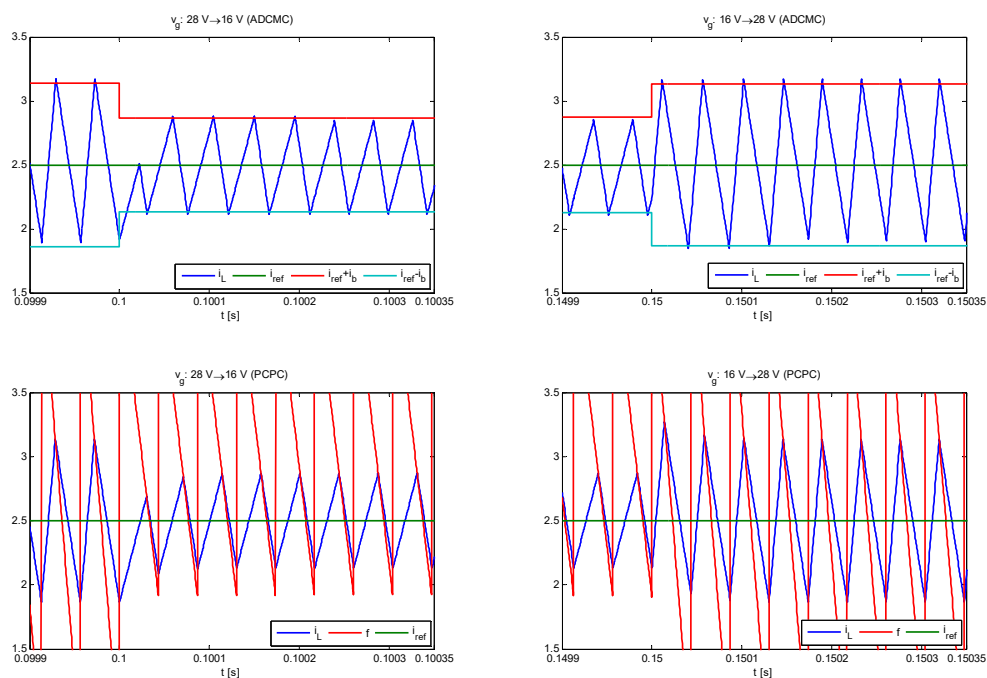 v_g: 28 V→16 V (ADCMC)
3.5
3
2.5
2
1.5
i_L i_ref i_ref+i_b i_ref-i_b
0.0999 0.1 0.1001 0.1002 0.1003 0.10035
t [s]
v_g: 16 V→28 V (ADCMC)
3.5
3
2.5
2
1.5
i_L i_ref i_ref+i_b i_ref-i_b
0.1499 0.15 0.1501 0.1502 0.1503 0.15035
t [s]
v_g: 28 V→16 V (PCPC)
3.5
3
2.5
2
1.5
i_L f i_ref
0.0999 0.1 0.1001 0.1002 0.1003 0.10035
t [s]
v_g: 16 V→28 V (PCPC)
3.5
3
2.5
2
1.5
i_L f i_ref
0.1499 0.15 0.1501 0.1502 0.1503 0.15035
t [s]